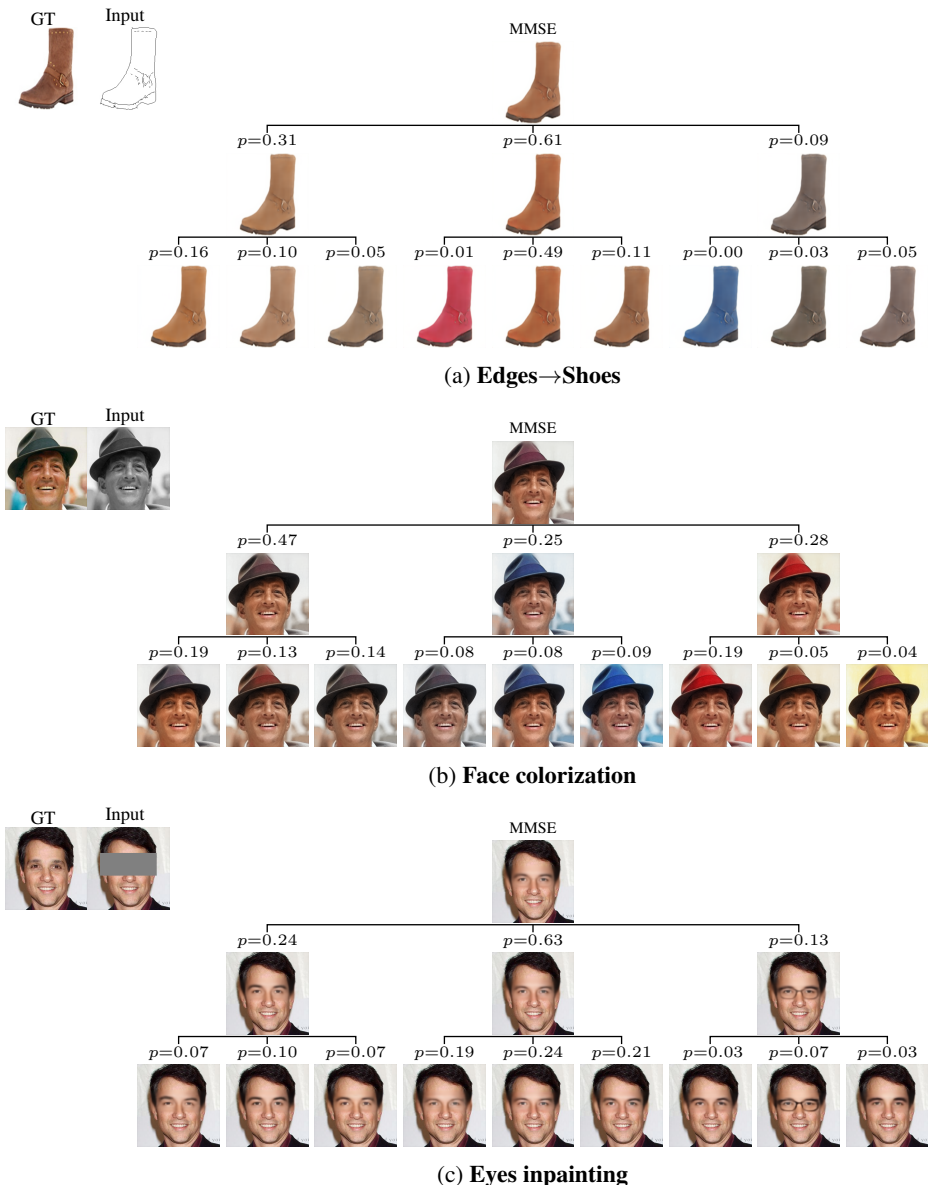 GT Input
MMSE
p=0.31 p=0.61 p=0.09
p=0.16 p=0.10 p=0.05 p=0.01 p=0.49 p=0.11 p=0.00 p=0.03 p=0.05
(a) Edges→Shoes
GT Input
MMSE
p=0.47 p=0.25 p=0.28
p=0.19 p=0.13 p=0.14 p=0.08 p=0.08 p=0.09 p=0.19 p=0.05 p=0.04
(b) Face colorization
GT Input
MMSE
p=0.24 p=0.63 p=0.13
p=0.07 p=0.10 p=0.07 p=0.19 p=0.24 p=0.21 p=0.03 p=0.07 p=0.03
(c) Eyes inpainting